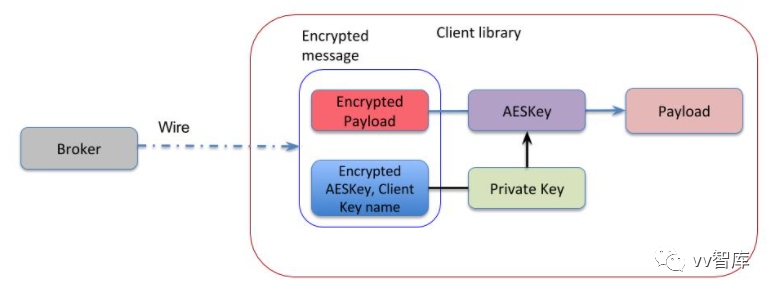 Encrypted
message
Client library
Encrypted
Payload
AESKey
Payload
Wire
Broker
Encrypted
AESKey, Client
Key name
Private Key
vv智库